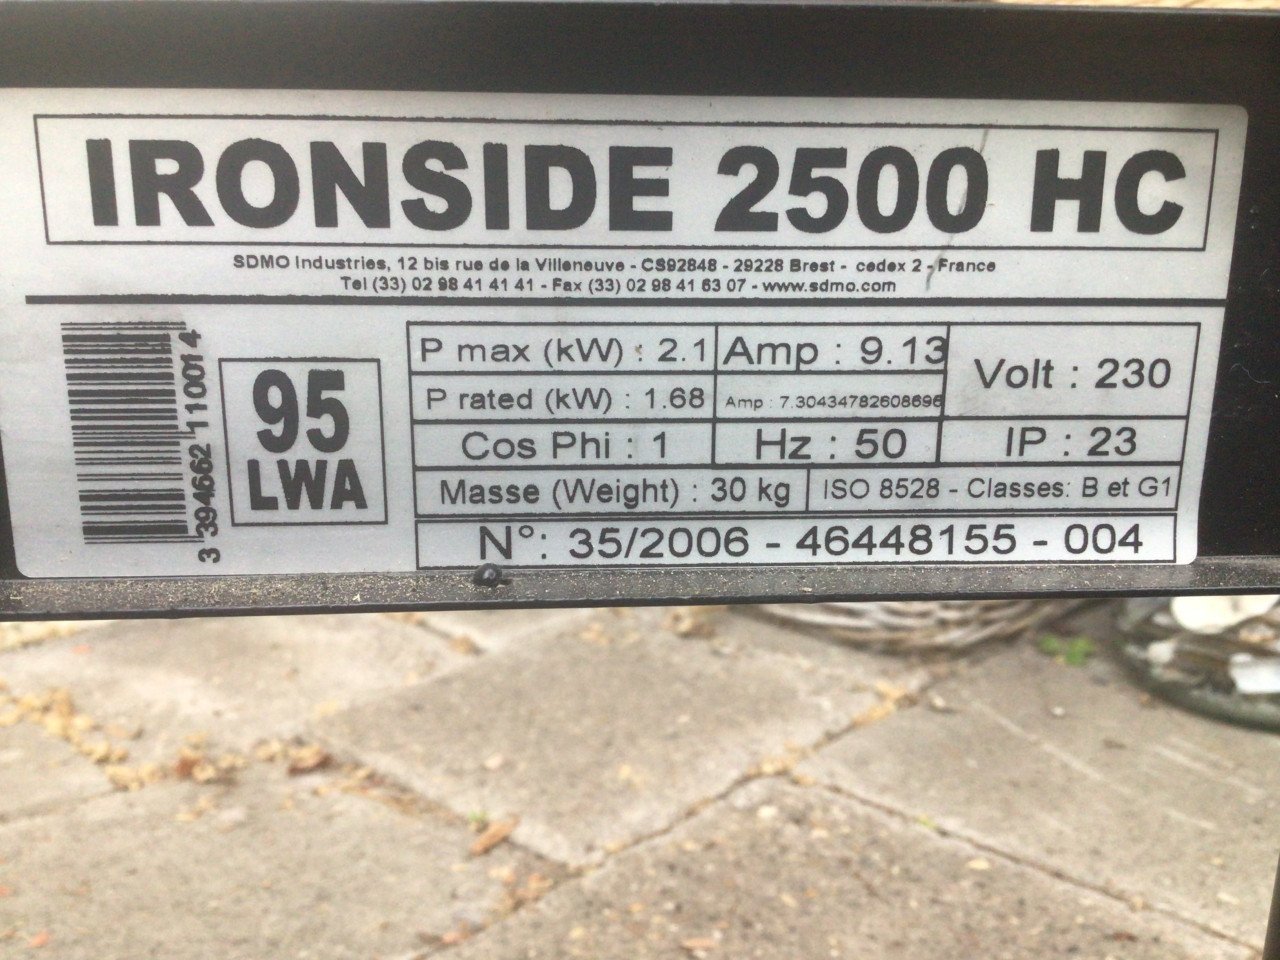 IRONSIDE 2500 HC
SDMO Industries, 12 bis rue de la Villeneuve - CS92848 - 29228 Brest - cedex 2 - France
Tel (33) 02 98 41 41 41 - Fax (33) 02 98 41 63 07 - www.sdmo.com
3 394662 110014
95
LWA
P max (kW) : 2.1
Amp : 9.13
Volt : 230
P rated (kW) : 1.68
Amp : 7.30434782608696
Cos Phi : 1
Hz : 50
IP : 23
Masse (Weight) : 30 kg
ISO 8528 - Classes: B et G1
N°: 35/2006 - 46448155 - 004